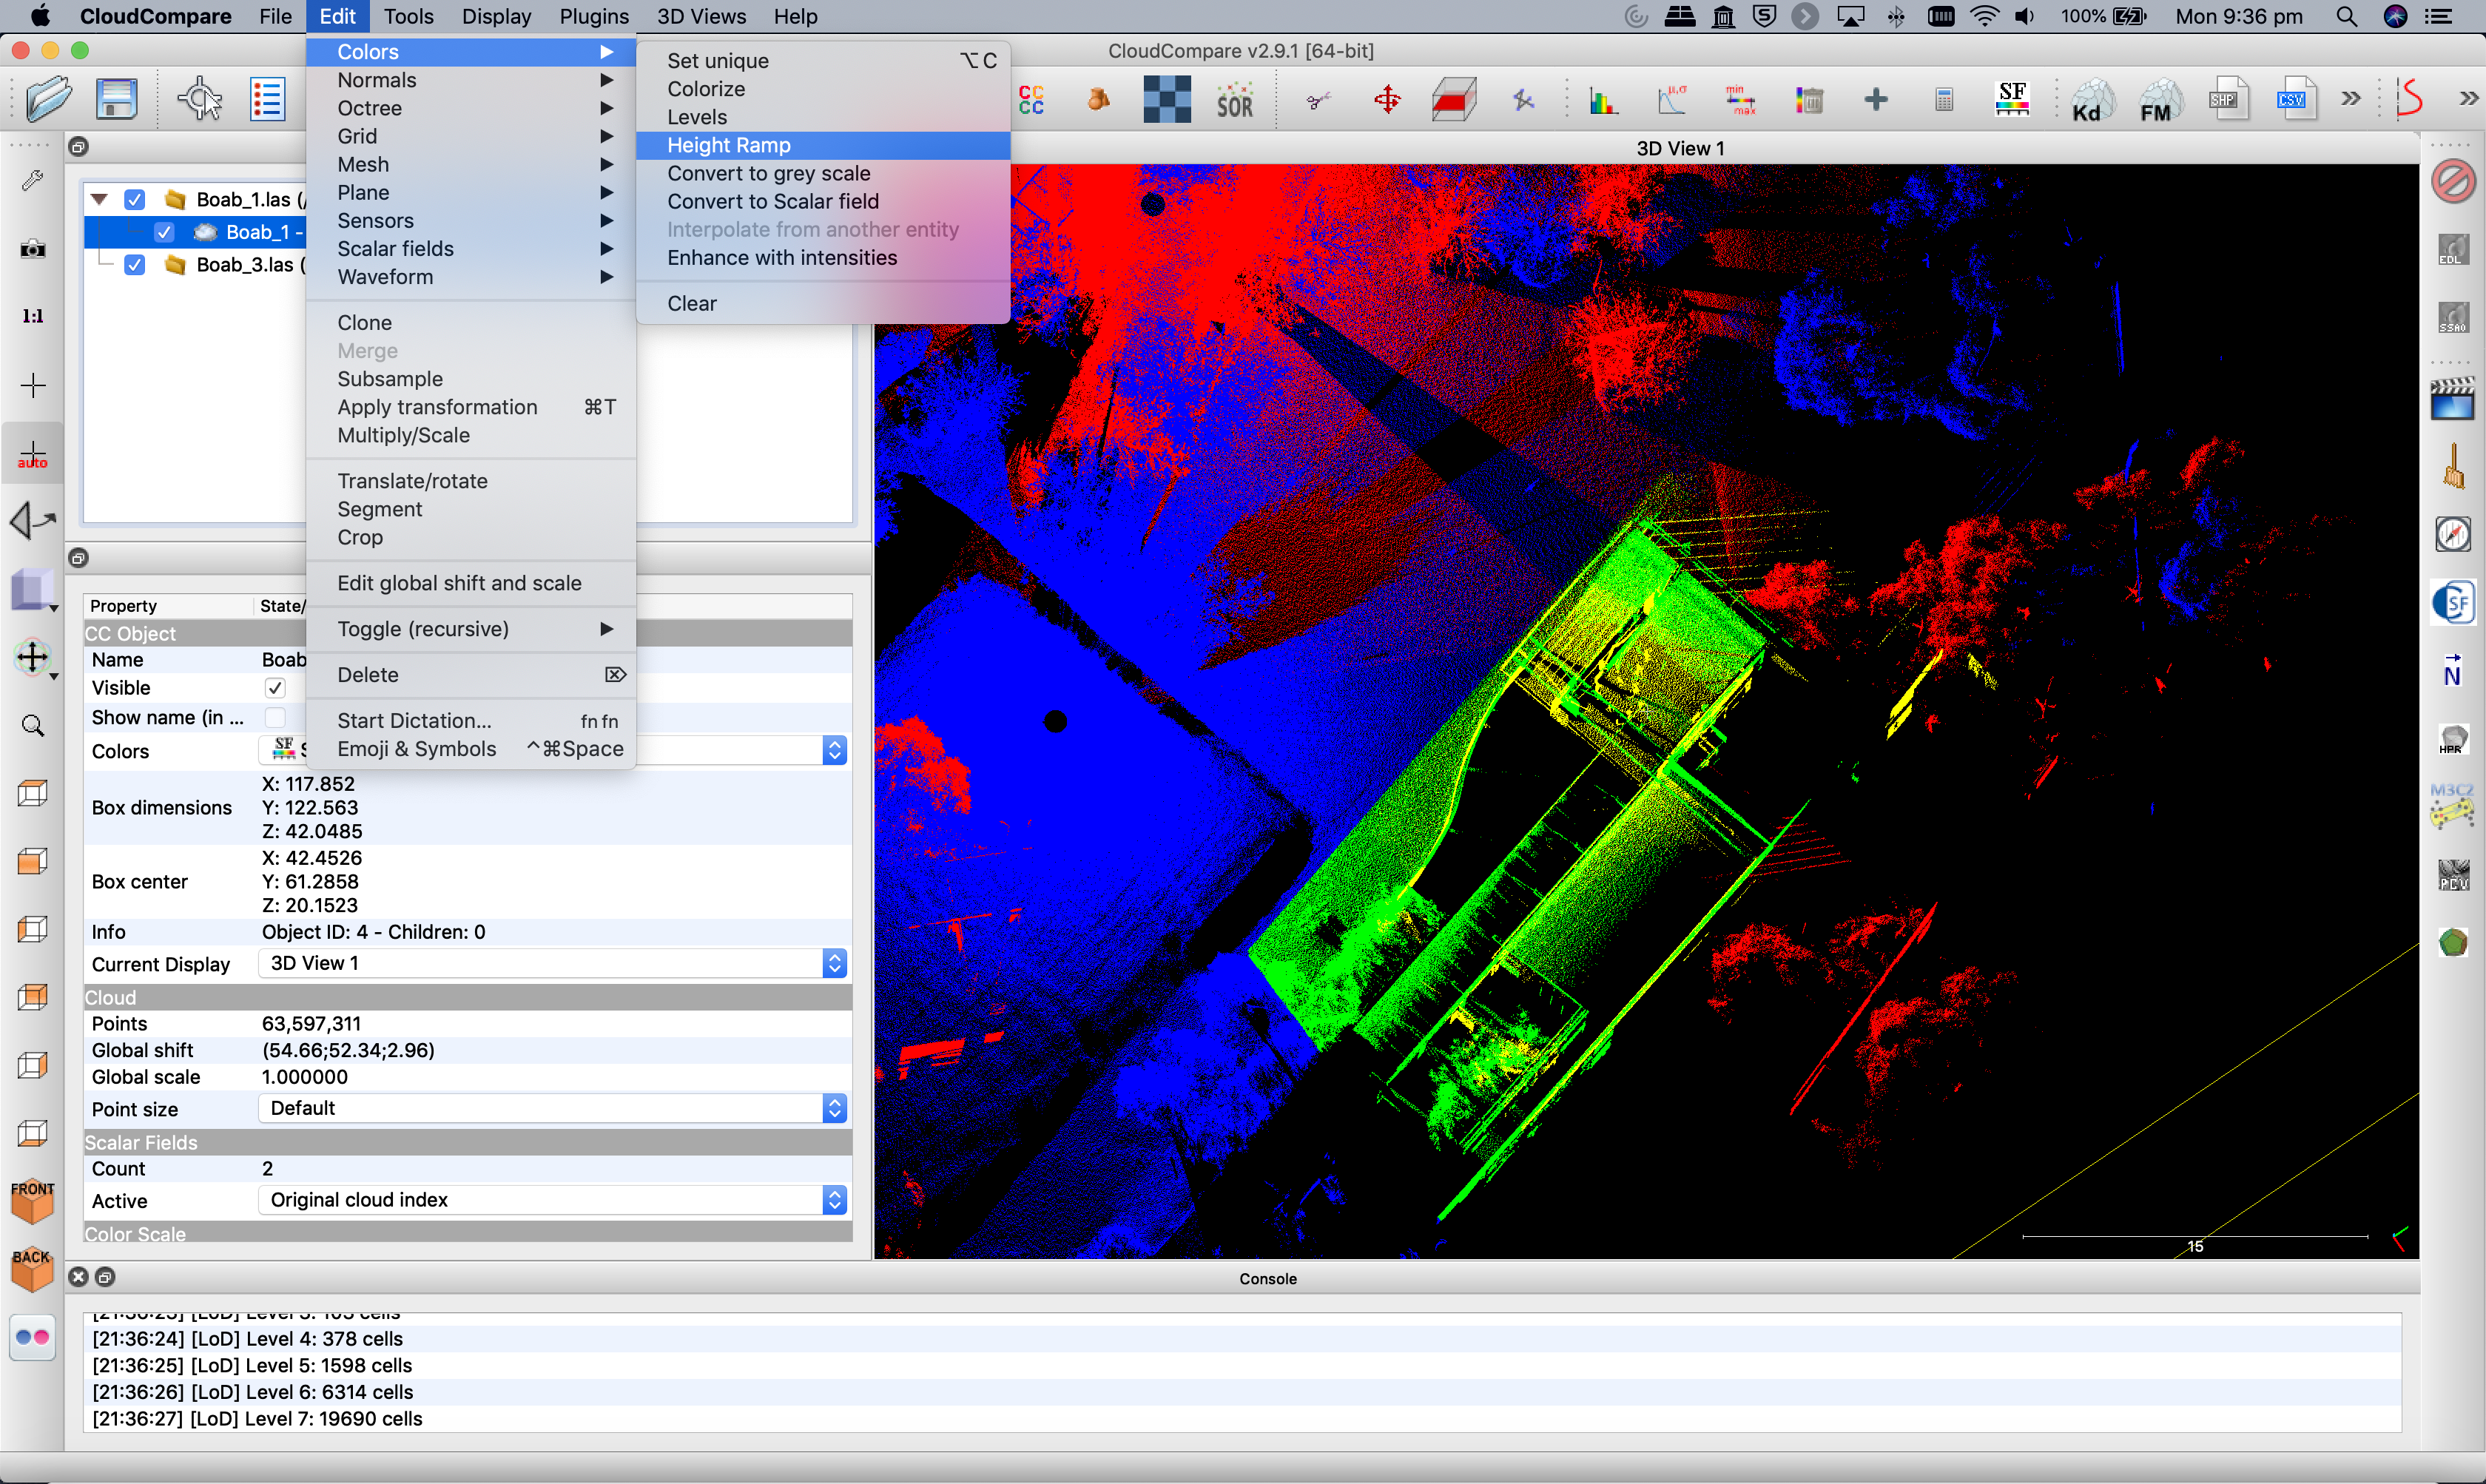 CloudCompare File Edit Tools Display Plugins 3D Views Help 100% Mon 9:36 pm
CloudCompare v2.9.1 [64-bit]
Colors
Normals
Octree
Grid
Mesh
Plane
Sensors
Scalar fields
Waveform
Clone
Merge
Subsample
Apply transformation ⌘T
Multiply/Scale
Translate/rotate
Segment
Crop
Edit global shift and scale
Toggle (recursive)
Delete ⌦
Start Dictation... fn fn
Emoji & Symbols ^⌘Space
Set unique ⌥C
Colorize
Levels
Height Ramp
Convert to grey scale
Convert to Scalar field
Interpolate from another entity
Enhance with intensities
Clear
CC
CC
SOR
μ,σ
min
max
SF
Kd
FM
SHP
CSV
3D View 1
Boab_1.las (/
Boab_1 -
Boab_3.las (
1:1
auto
FRONT
BACK
Property State/
CC Object
Name Boab
Visible
Show name (in ...
Colors SF S
Box dimensions X: 117.852
Y: 122.563
Z: 42.0485
Box center X: 42.4526
Y: 61.2858
Z: 20.1523
Info Object ID: 4 - Children: 0
Current Display 3D View 1
Cloud
Points 63,597,311
Global shift (54.66;52.34;2.96)
Global scale 1.000000
Point size Default
Scalar Fields
Count 2
Active Original cloud index
Color Scale
15
EDL
SSAO
SF
N
HPR
M3C2
PCV
Console
[21:36:23] [LoD] Level 3: 105 cells
[21:36:24] [LoD] Level 4: 378 cells
[21:36:25] [LoD] Level 5: 1598 cells
[21:36:26] [LoD] Level 6: 6314 cells
[21:36:27] [LoD] Level 7: 19690 cells